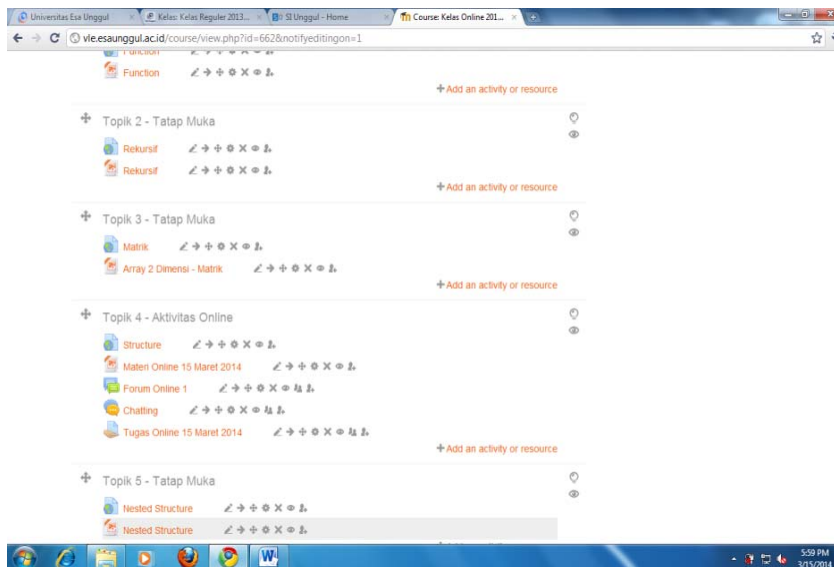 Universitas Esa Unggul
Kelas: Kelas Reguler 2013...
SI Unggul - Home
Course: Kelas Online 201...
vle.esaunggul.ac.id/course/view.php?id=662&notifyeditingon=1
Function
Function
Add an activity or resource
Topik 2 - Tatap Muka
Rekursif
Rekursif
Add an activity or resource
Topik 3 - Tatap Muka
Matrik
Array 2 Dimensi - Matrik
Add an activity or resource
Topik 4 - Aktivitas Online
Structure
Materi Online 15 Maret 2014
Forum Online 1
Chatting
Tugas Online 15 Maret 2014
Add an activity or resource
Topik 5 - Tatap Muka
Nested Structure
Nested Structure
5:59 PM
3/15/2014